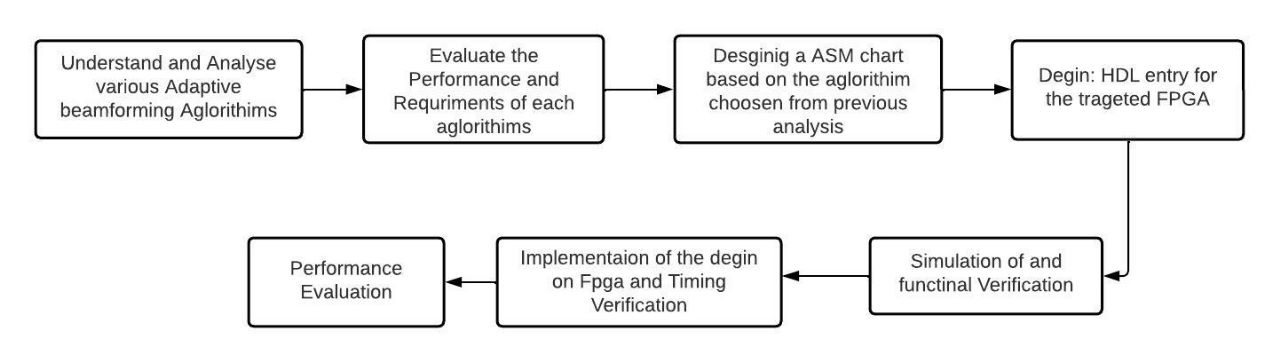 Understand and Analyse
various Adaptive
beamforming Aglorithims
Evaluate the
Performance and
Requriments of each
aglorithims
Desginig a ASM chart
based on the aglorithim
choosen from previous
analysis
Degin: HDL entry for
the trageted FPGA
Simulation of and
functinal Verification
Implementaion of the degin
on Fpga and Timing
Verification
Performance
Evaluation